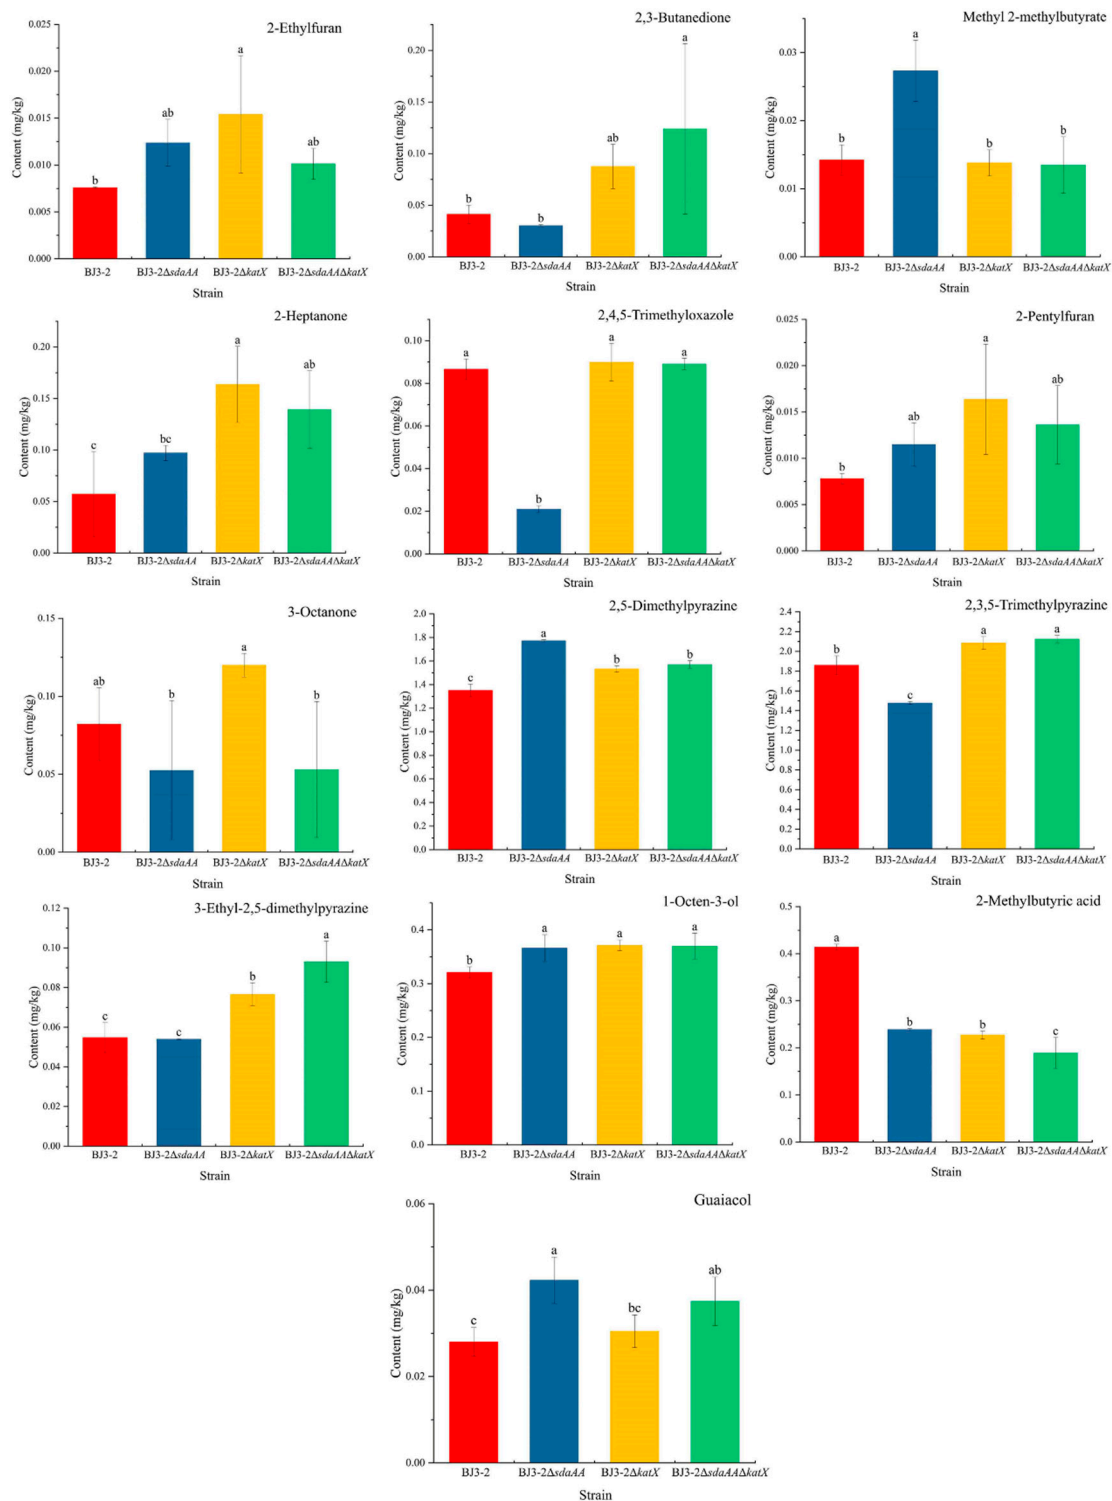 2-Ethylfuran
Content (mg/kg)
0.025
0.020
0.015
0.010
0.005
0.000
b
ab
a
ab
BJ3-2 BJ3-2ΔsdaAA BJ3-2ΔkatX BJ3-2ΔsdaAAΔkatX
Strain
2,3-Butanedione
Content (mg/kg)
0.20
0.15
0.10
0.05
0.00
b
b
ab
a
BJ3-2 BJ3-2ΔsdaAA BJ3-2ΔkatX BJ3-2ΔsdaAAΔkatX
Strain
Methyl 2-methylbutyrate
Content (mg/kg)
0.03
0.02
0.01
0.00
b
a
b
b
BJ3-2 BJ3-2ΔsdaAA BJ3-2ΔkatX BJ3-2ΔsdaAAΔkatX
Strain
2-Heptanone
Content (mg/kg)
0.20
0.15
0.10
0.05
0.00
c
bc
a
ab
BJ3-2 BJ3-2ΔsdaAA BJ3-2ΔkatX BJ3-2ΔsdaAAΔkatX
Strain
2,4,5-Trimethyloxazole
Content (mg/kg)
0.10
0.08
0.06
0.04
0.02
0.00
a
b
a
a
BJ3-2 BJ3-2ΔsdaAA BJ3-2ΔkatX BJ3-2ΔsdaAAΔkatX
Strain
2-Pentylfuran
Content (mg/kg)
0.025
0.020
0.015
0.010
0.005
0.000
b
ab
a
ab
BJ3-2 BJ3-2ΔsdaAA BJ3-2ΔkatX BJ3-2ΔsdaAAΔkatX
Strain
3-Octanone
Content (mg/kg)
0.15
0.10
0.05
0.00
ab
b
a
b
BJ3-2 BJ3-2ΔsdaAA BJ3-2ΔkatX BJ3-2ΔsdaAAΔkatX
Strain
2,5-Dimethylpyrazine
Content (mg/kg)
2.0
1.8
1.6
1.4
1.2
1.0
0.8
0.6
0.4
0.2
0.0
c
a
b
b
BJ3-2 BJ3-2ΔsdaAA BJ3-2ΔkatX BJ3-2ΔsdaAAΔkatX
Strain
2,3,5-Trimethylpyrazine
Content (mg/kg)
2.4
2.2
2.0
1.8
1.6
1.4
1.2
1.0
0.8
0.6
0.4
0.2
0.0
b
c
a
a
BJ3-2 BJ3-2ΔsdaAA BJ3-2ΔkatX BJ3-2ΔsdaAAΔkatX
Strain
3-Ethyl-2,5-dimethylpyrazine
Content (mg/kg)
0.12
0.10
0.08
0.06
0.04
0.02
0.00
c
c
b
a
BJ3-2 BJ3-2ΔsdaAA BJ3-2ΔkatX BJ3-2ΔsdaAAΔkatX
Strain
1-Octen-3-ol
Content (mg/kg)
0.4
0.3
0.2
0.1
0.0
b
a
a
a
BJ3-2 BJ3-2ΔsdaAA BJ3-2ΔkatX BJ3-2ΔsdaAAΔkatX
Strain
2-Methylbutyric acid
Content (mg/kg)
0.5
0.4
0.3
0.2
0.1
0.0
a
b
b
c
BJ3-2 BJ3-2ΔsdaAA BJ3-2ΔkatX BJ3-2ΔsdaAAΔkatX
Strain
Guaiacol
Content (mg/kg)
0.06
0.04
0.02
0.00
c
a
bc
ab
BJ3-2 BJ3-2ΔsdaAA BJ3-2ΔkatX BJ3-2ΔsdaAAΔkatX
Strain